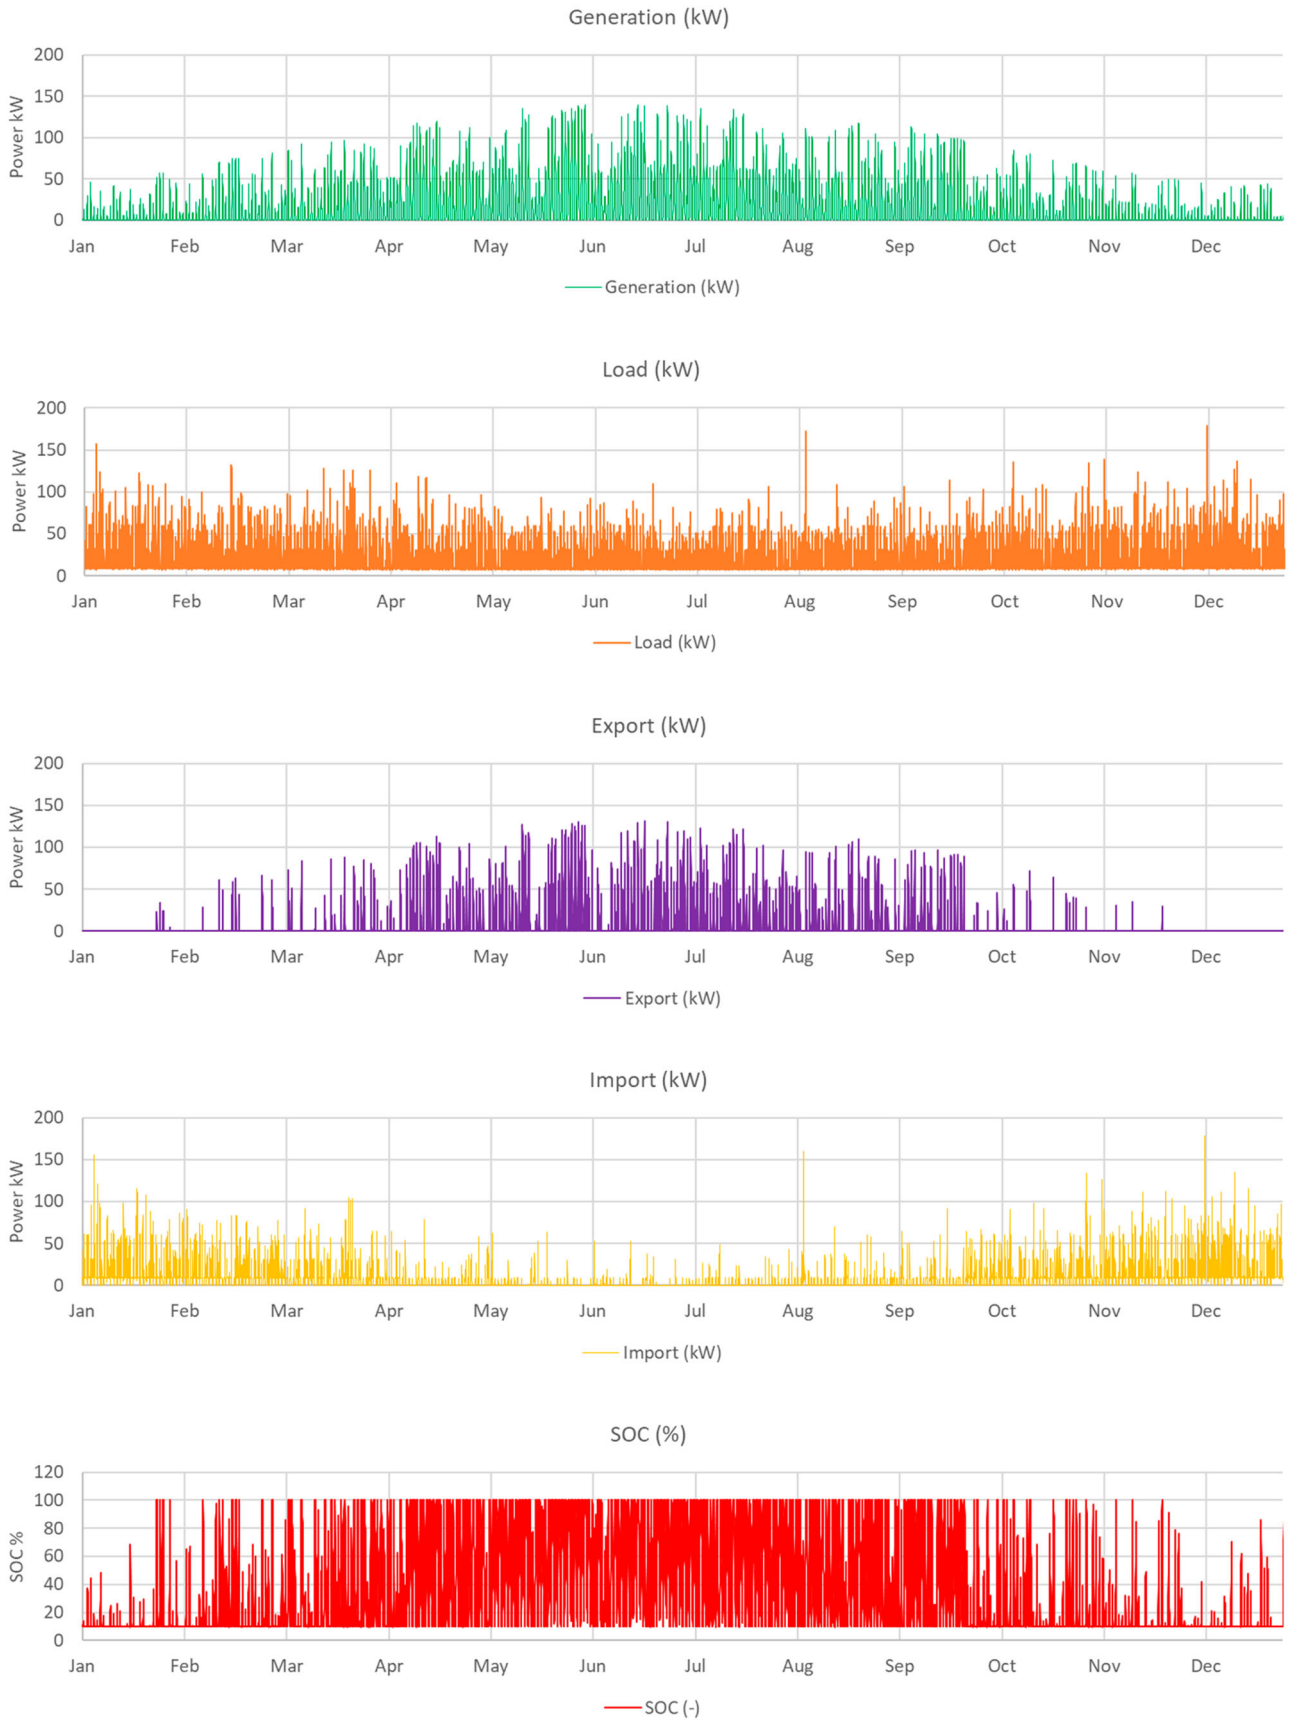 Generation (kW)
Power kW
200
150
100
50
0
Jan Feb Mar Apr May Jun Jul Aug Sep Oct Nov Dec
Generation (kW)
Load (kW)
Power kW
200
150
100
50
0
Jan Feb Mar Apr May Jun Jul Aug Sep Oct Nov Dec
Load (kW)
Export (kW)
Power kW
200
150
100
50
0
Jan Feb Mar Apr May Jun Jul Aug Sep Oct Nov Dec
Export (kW)
Import (kW)
Power kW
200
150
100
50
0
Jan Feb Mar Apr May Jun Jul Aug Sep Oct Nov Dec
Import (kW)
SOC (%)
SOC %
120
100
80
60
40
20
0
Jan Feb Mar Apr May Jun Jul Aug Sep Oct Nov Dec
SOC (-)